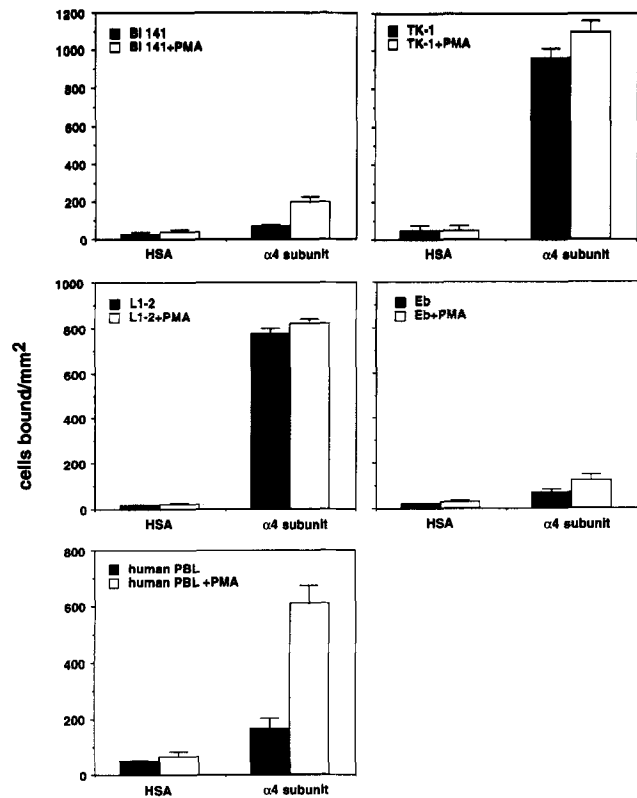 BI 141
BI 141+PMA
1200
1000
800
600
400
200
0
HSA
α4 subunit
TK-1
TK-1+PMA
HSA
α4 subunit
cells bound/mm²
L1-2
L1-2+PMA
1000
800
600
400
200
0
HSA
α4 subunit
Eb
Eb+PMA
HSA
α4 subunit
human PBL
human PBL +PMA
800
600
400
200
0
HSA
α4 subunit